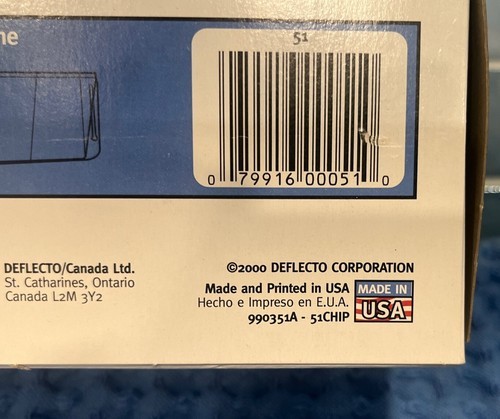 51
0 79916 00051 0
DEFLECTO/Canada Ltd.
St. Catharines, Ontario
Canada L2M 3Y2
©2000 DEFLECTO CORPORATION
Made and Printed in USA
Hecho e Impreso en E.U.A.
990351A - 51CHIP
MADE IN
USA